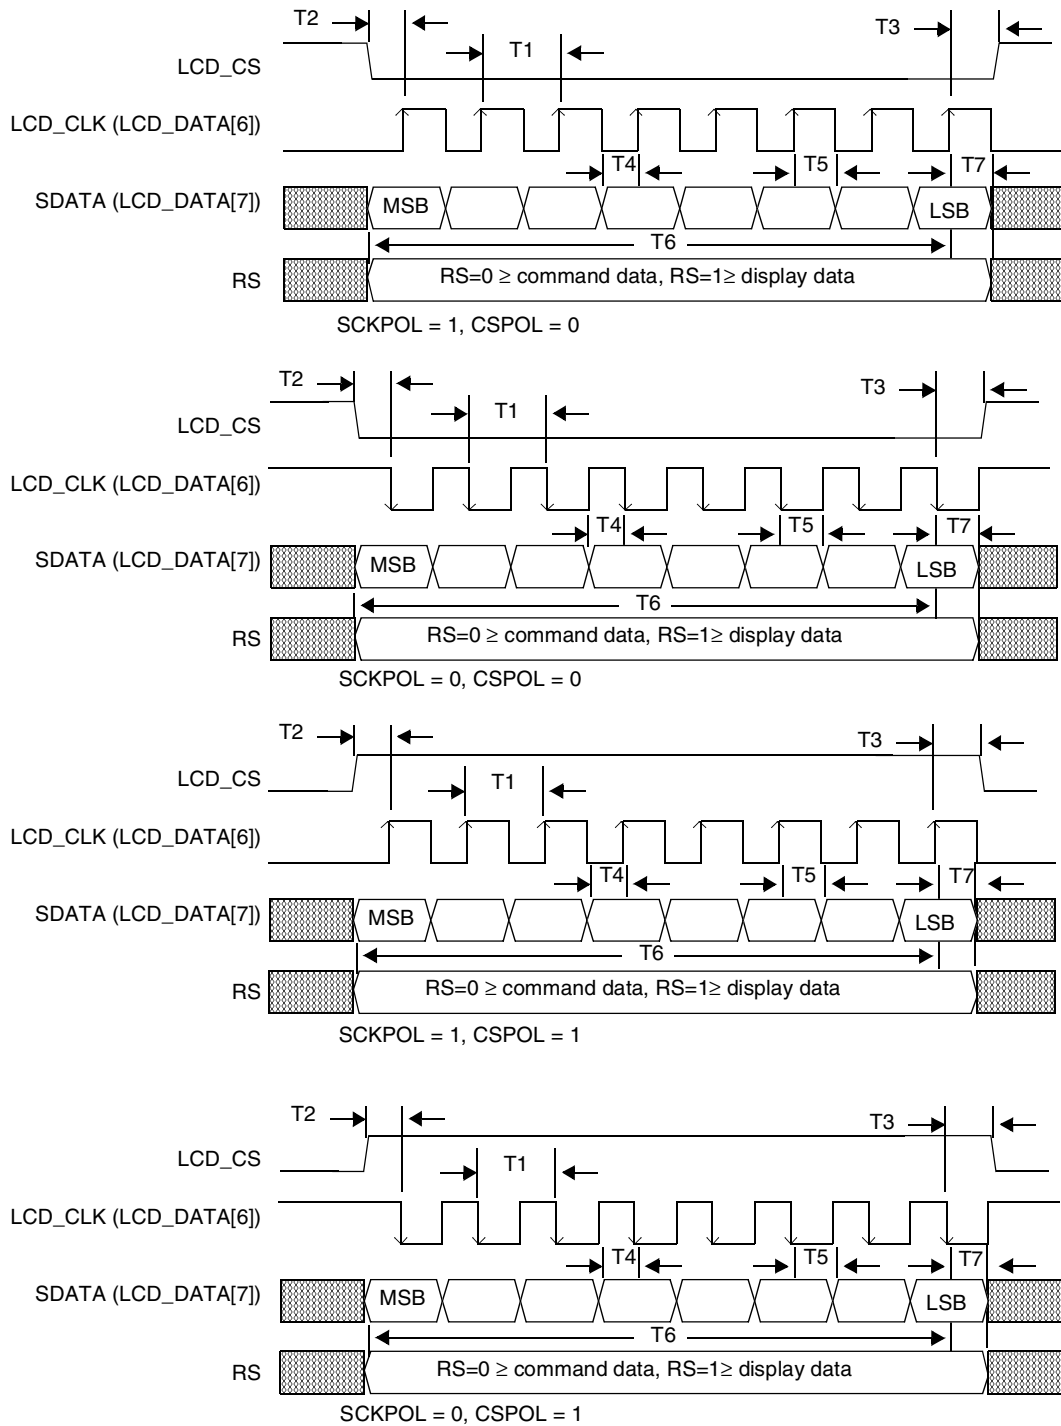 T2
T3
T1
LCD_CS
LCD_CLK (LCD_DATA[6])
T4
T5
T7
SDATA (LCD_DATA[7])
MSB
LSB
T6
RS
RS=0 ≥ command data, RS=1≥ display data
SCKPOL = 1, CSPOL = 0
T2
T3
T1
LCD_CS
LCD_CLK (LCD_DATA[6])
T4
T5
T7
SDATA (LCD_DATA[7])
MSB
LSB
T6
RS
RS=0 ≥ command data, RS=1≥ display data
SCKPOL = 0, CSPOL = 0
T2
T3
T1
LCD_CS
LCD_CLK (LCD_DATA[6])
T4
T5
T7
SDATA (LCD_DATA[7])
MSB
LSB
T6
RS
RS=0 ≥ command data, RS=1≥ display data
SCKPOL = 1, CSPOL = 1
T2
T3
T1
LCD_CS
LCD_CLK (LCD_DATA[6])
T4
T5
T7
SDATA (LCD_DATA[7])
MSB
LSB
T6
RS
RS=0 ≥ command data, RS=1≥ display data
SCKPOL = 0, CSPOL = 1